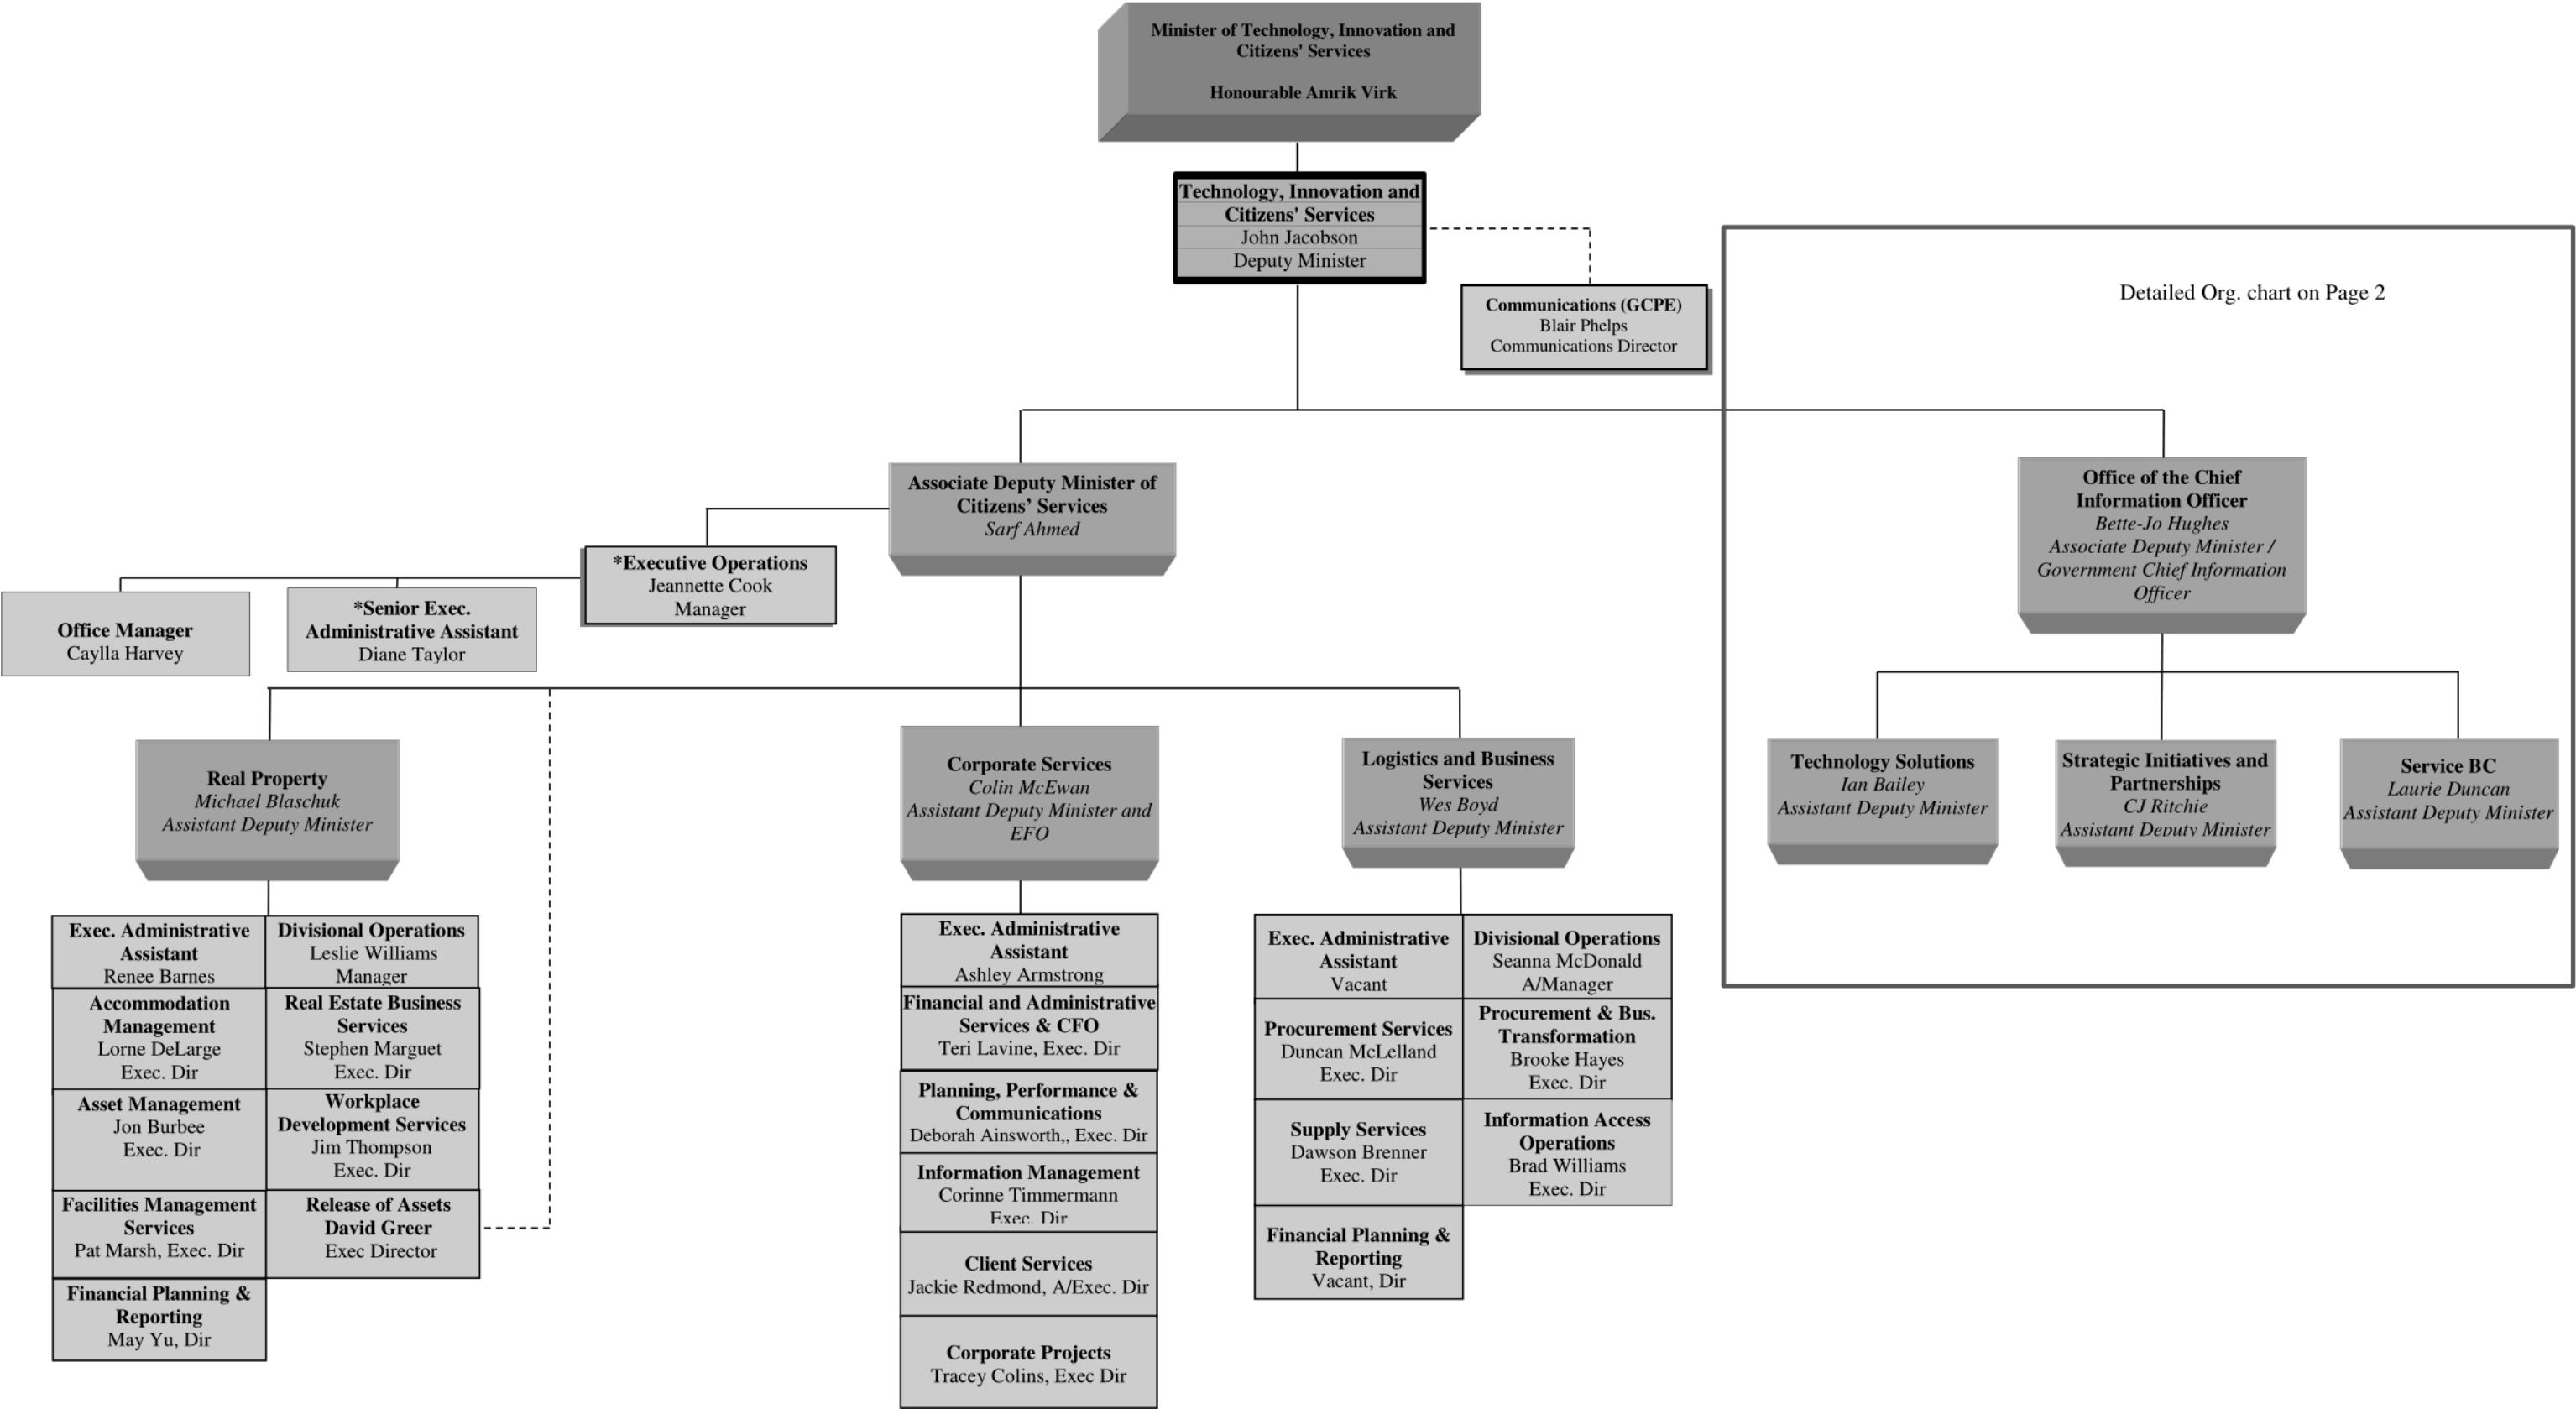 Minister of Technology, Innovation and
Citizens' Services
Honourable Amrik Virk
Technology, Innovation and
Citizens' Services
John Jacobson
Deputy Minister
Communications (GCPE)
Blair Phelps
Communications Director
Detailed Org. chart on Page 2
Associate Deputy Minister of
Citizens’ Services
Sarf Ahmed
Office of the Chief
Information Officer
Bette-Jo Hughes
Associate Deputy Minister /
Government Chief Information
Officer
*Executive Operations
Jeannette Cook
Manager
*Senior Exec.
Administrative Assistant
Diane Taylor
Office Manager
Caylla Harvey
Real Property
Michael Blaschuk
Assistant Deputy Minister
Corporate Services
Colin McEwan
Assistant Deputy Minister and
EFO
Logistics and Business
Services
Wes Boyd
Assistant Deputy Minister
Technology Solutions
Ian Bailey
Assistant Deputy Minister
Strategic Initiatives and
Partnerships
CJ Ritchie
Assistant Deputy Minister
Service BC
Laurie Duncan
Assistant Deputy Minister
Exec. Administrative
Assistant
Renee Barnes
Divisional Operations
Leslie Williams
Manager
Accommodation
Management
Lorne DeLarge
Exec. Dir
Real Estate Business
Services
Stephen Marguet
Exec. Dir
Asset Management
Jon Burbee
Exec. Dir
Workplace
Development Services
Jim Thompson
Exec. Dir
Facilities Management
Services
Pat Marsh, Exec. Dir
Release of Assets
David Greer
Exec Director
Financial Planning &
Reporting
May Yu, Dir
Exec. Administrative
Assistant
Ashley Armstrong
Financial and Administrative
Services & CFO
Teri Lavine, Exec. Dir
Planning, Performance &
Communications
Deborah Ainsworth,, Exec. Dir
Information Management
Corinne Timmermann
Exec. Dir
Client Services
Jackie Redmond, A/Exec. Dir
Corporate Projects
Tracey Colins, Exec Dir
Exec. Administrative
Assistant
Vacant
Divisional Operations
Seanna McDonald
A/Manager
Procurement Services
Duncan McLelland
Exec. Dir
Procurement & Bus.
Transformation
Brooke Hayes
Exec. Dir
Supply Services
Dawson Brenner
Exec. Dir
Information Access
Operations
Brad Williams
Exec. Dir
Financial Planning &
Reporting
Vacant, Dir